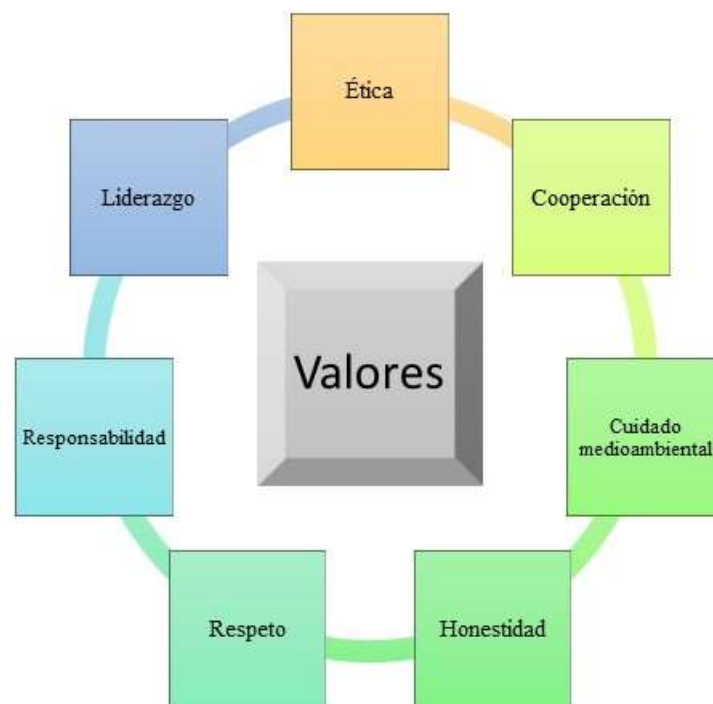 Ética
Liderazgo
Cooperación
Valores
Responsabilidad
Cuidado
medioambiental
Respeto
Honestidad